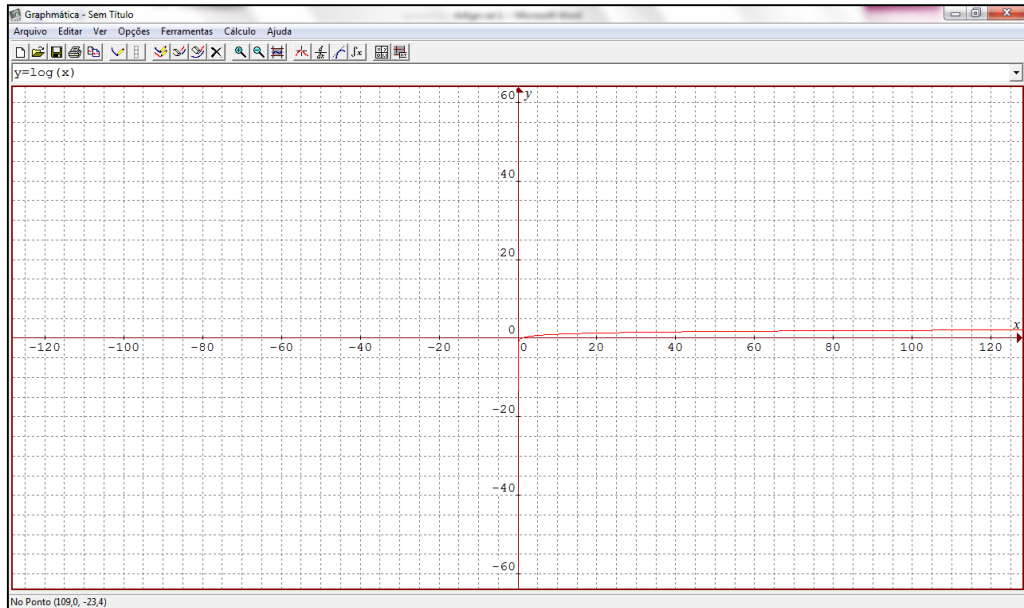 Graphmática - Sem Título
Arquivo Editar Ver Opções Ferramentas Cálculo Ajuda
y=log(x)
60 y
40
20
0 x
-120 -100 -80 -60 -40 -20 0 20 40 60 80 100 120
-20
-40
-60
No Ponto (109,0, -23,4)